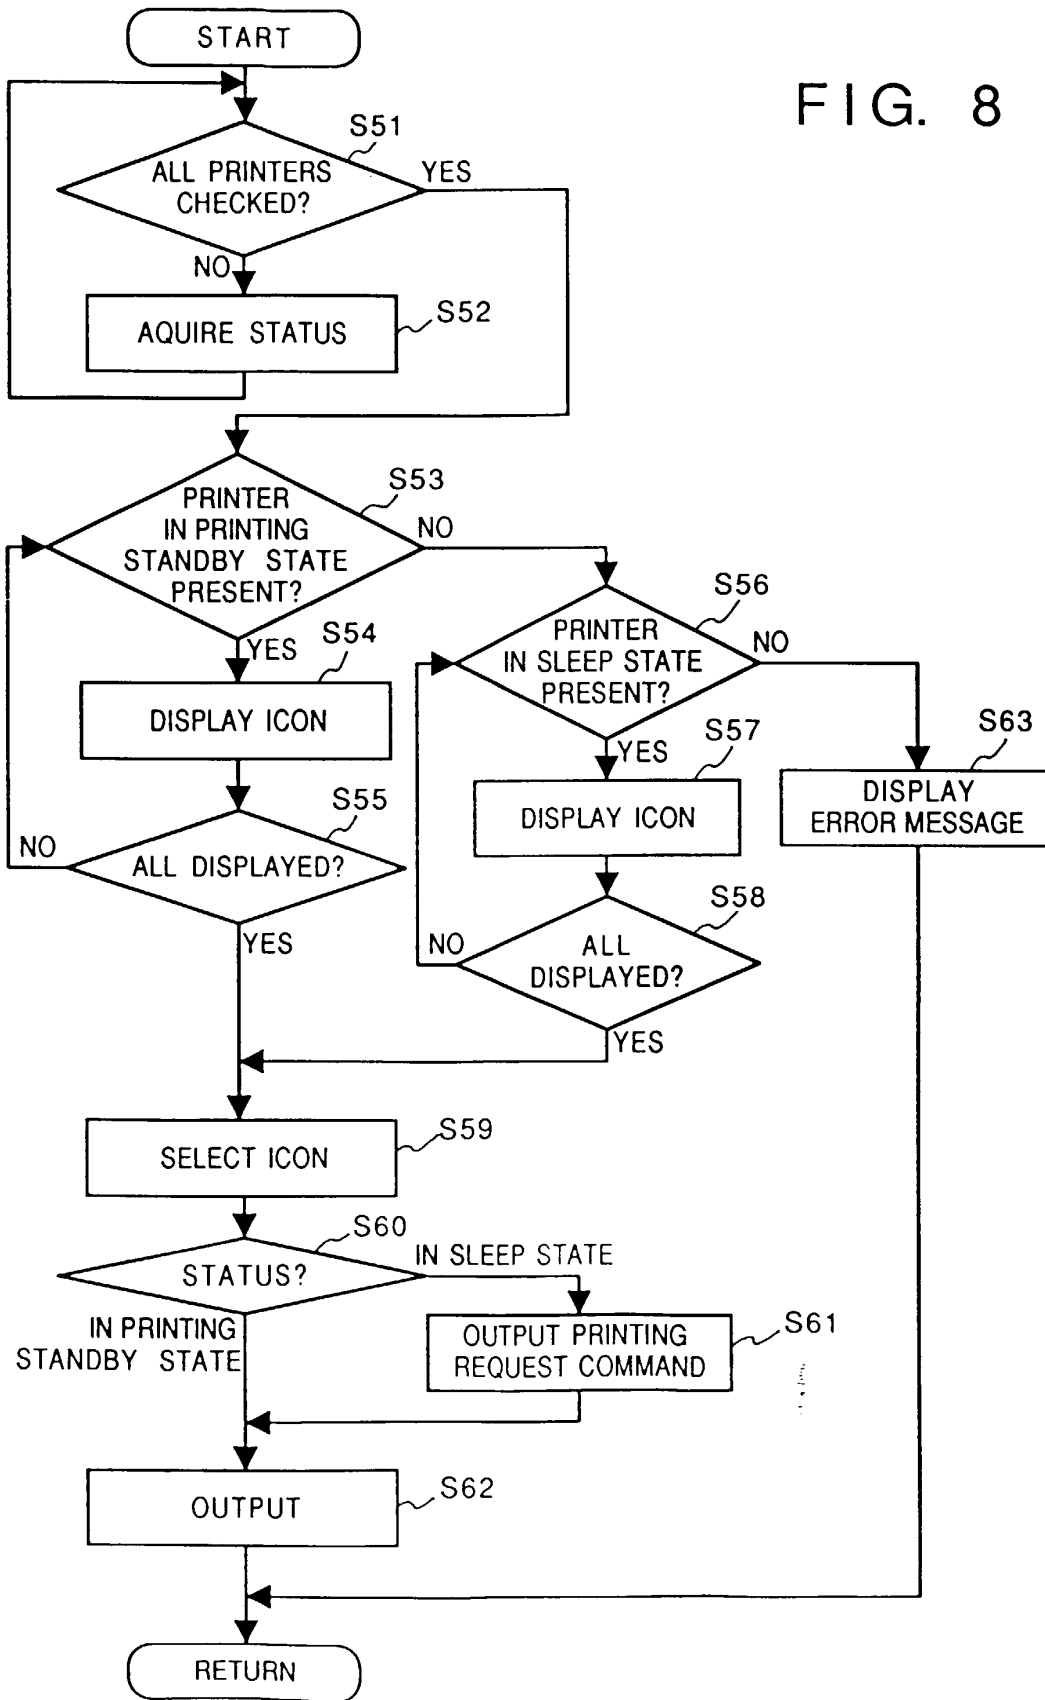 START
FIG. 8
S51
ALL PRINTERS
CHECKED?
YES
NO
S52
AQUIRE STATUS
S53
PRINTER
IN PRINTING
STANDBY STATE
PRESENT?
NO
YES
S54
DISPLAY ICON
S55
ALL DISPLAYED?
NO
YES
S56
PRINTER
IN SLEEP STATE
PRESENT?
NO
YES
S57
DISPLAY ICON
S63
DISPLAY
ERROR MESSAGE
S58
ALL
DISPLAYED?
NO
YES
S59
SELECT ICON
S60
STATUS?
IN SLEEP STATE
IN PRINTING
STANDBY STATE
S61
OUTPUT PRINTING
REQUEST COMMAND
S62
OUTPUT
RETURN